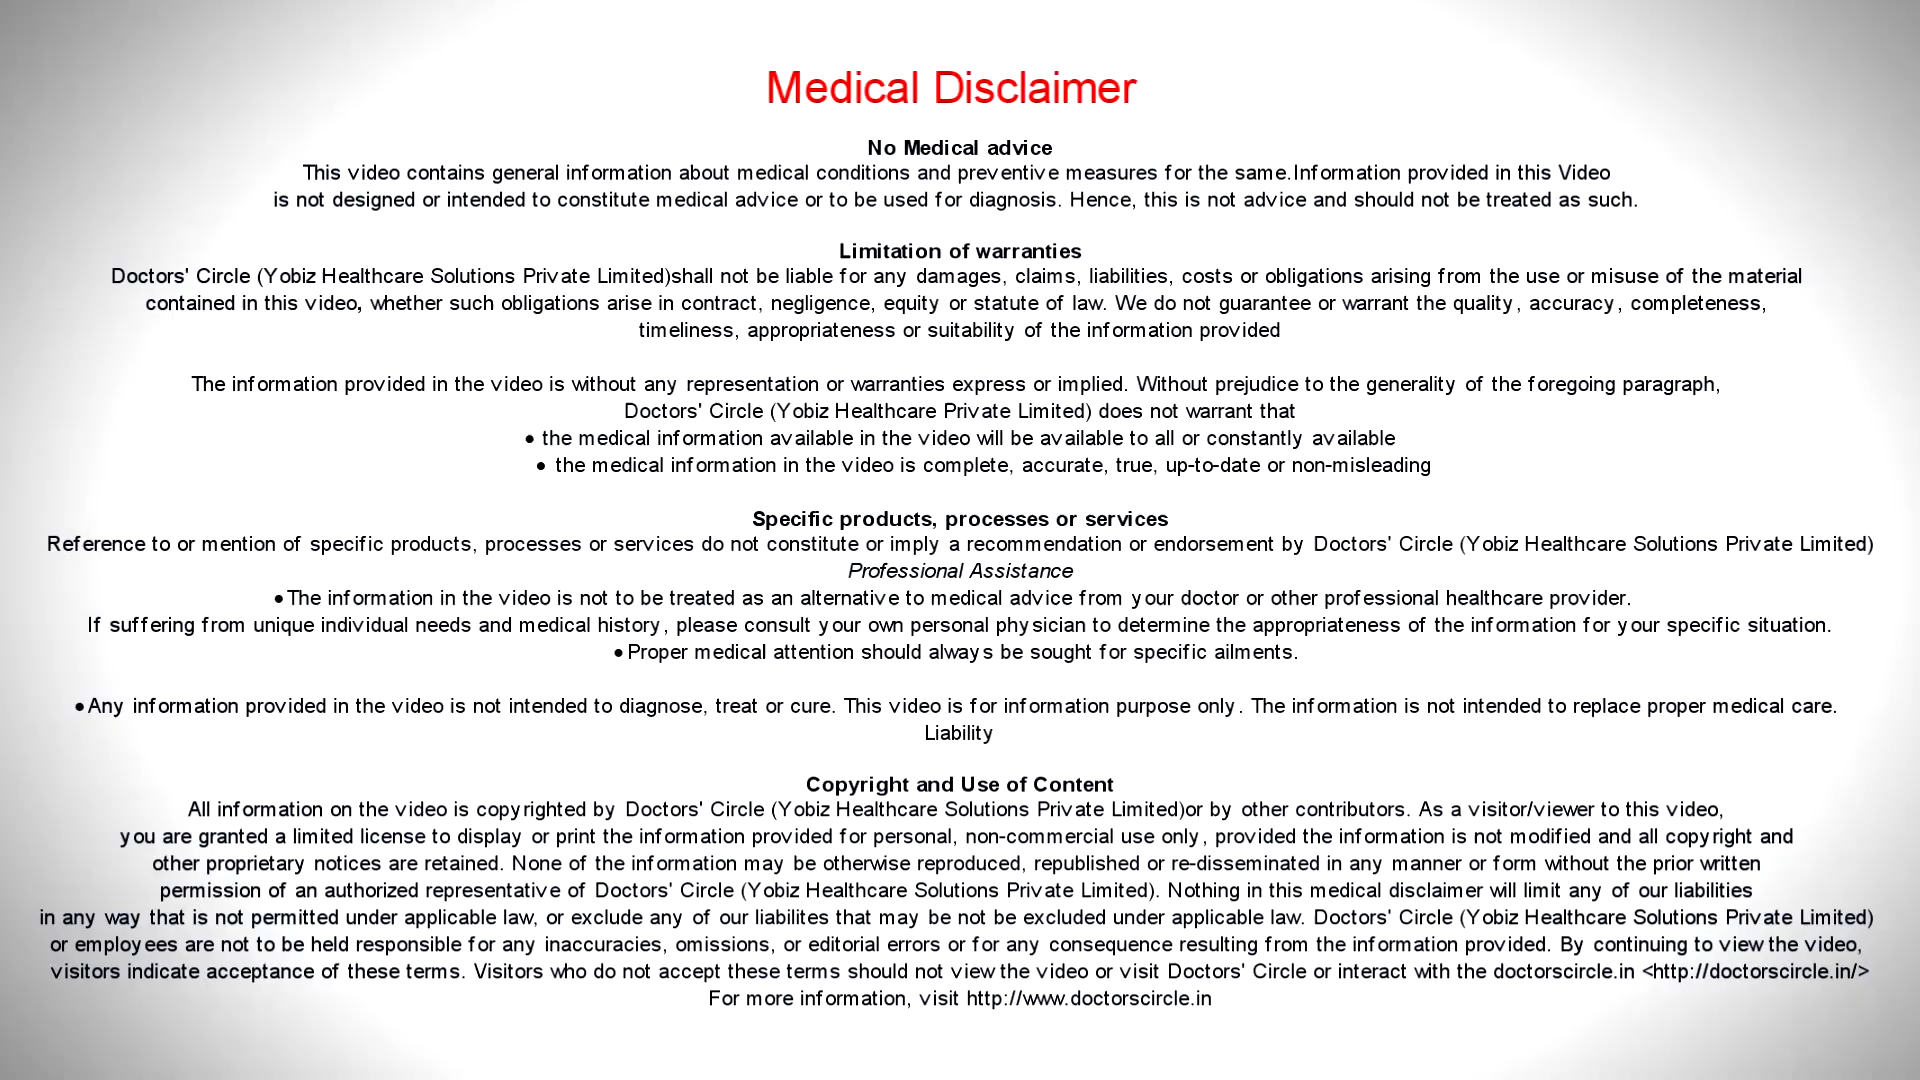 Medical Disclaimer
No Medical advice
This video contains general information about medical conditions and preventive measures for the same.Information provided in this Video
is not designed or intended to constitute medical advice or to be used for diagnosis. Hence, this is not advice and should not be treated as such.
Limitation of warranties
Doctors' Circle (Yobiz Healthcare Solutions Private Limited)shall not be liable for any damages, claims, liabilities, costs or obligations arising from the use or misuse of the material
contained in this video, whether such obligations arise in contract, negligence, equity or statute of law. We do not guarantee or warrant the quality, accuracy, completeness,
timeliness, appropriateness or suitability of the information provided
The information provided in the video is without any representation or warranties express or implied. Without prejudice to the generality of the foregoing paragraph,
Doctors' Circle (Yobiz Healthcare Private Limited) does not warrant that
• the medical information available in the video will be available to all or constantly available
• the medical information in the video is complete, accurate, true, up-to-date or non-misleading
Specific products, processes or services
Reference to or mention of specific products, processes or services do not constitute or imply a recommendation or endorsement by Doctors' Circle (Yobiz Healthcare Solutions Private Limited)
Professional Assistance
•The information in the video is not to be treated as an alternative to medical advice from your doctor or other professional healthcare provider.
If suffering from unique individual needs and medical history, please consult your own personal physician to determine the appropriateness of the information for your specific situation.
•Proper medical attention should always be sought for specific ailments.
•Any information provided in the video is not intended to diagnose, treat or cure. This video is for information purpose only. The information is not intended to replace proper medical care.
Liability
Copyright and Use of Content
All information on the video is copyrighted by Doctors' Circle (Yobiz Healthcare Solutions Private Limited)or by other contributors. As a visitor/viewer to this video,
you are granted a limited license to display or print the information provided for personal, non-commercial use only, provided the information is not modified and all copyright and
other proprietary notices are retained. None of the information may be otherwise reproduced, republished or re-disseminated in any manner or form without the prior written
permission of an authorized representative of Doctors' Circle (Yobiz Healthcare Solutions Private Limited). Nothing in this medical disclaimer will limit any of our liabilities
in any way that is not permitted under applicable law, or exclude any of our liabilites that may be not be excluded under applicable law. Doctors' Circle (Yobiz Healthcare Solutions Private Limited)
or employees are not to be held responsible for any inaccuracies, omissions, or editorial errors or for any consequence resulting from the information provided. By continuing to view the video,
visitors indicate acceptance of these terms. Visitors who do not accept these terms should not view the video or visit Doctors' Circle or interact with the doctorscircle.in <http://doctorscircle.in/>
For more information, visit http://www.doctorscircle.in